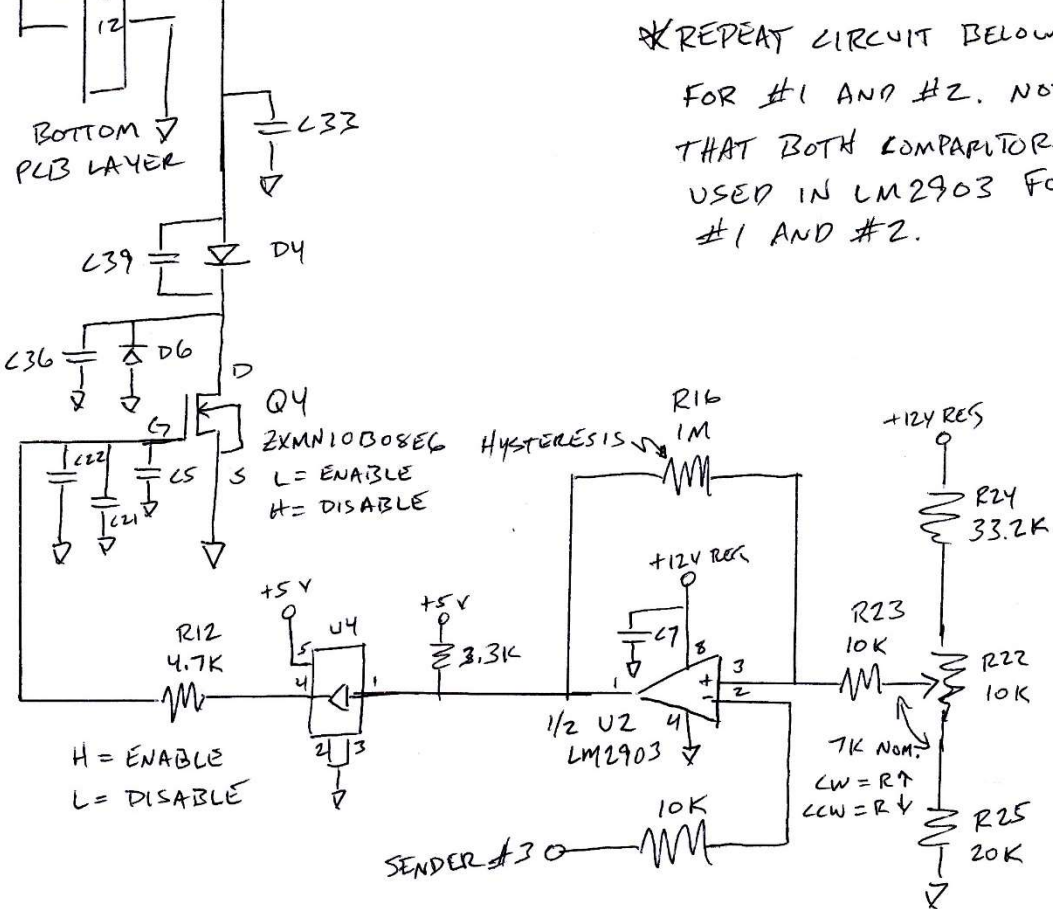 12
BOTTOM
PCB LAYER
C33
* REPEAT CIRCUIT BELOW
FOR #1 AND #2. NO
THAT BOTH COMPARITOR
USED IN LM2903 FO
#1 AND #2.
C39
D4
C36
D6
D
Q4
G
ZXMN10B08E6
S
L = ENABLE
H = DISABLE
C22
C21
C5
HYSTERESIS
R16
1M
+12V REG
R24
33.2K
+12V REG
C7
8
3
+
2
-
1
4
1/2 U2
LM2903
R23
10K
R22
10K
7K NOM.
CW = R↑
CCW = R↓
R25
20K
+5V
U4
5
4
1
2
3
+5V
3.3K
R12
4.7K
H = ENABLE
L = DISABLE
10K
SENDER #3